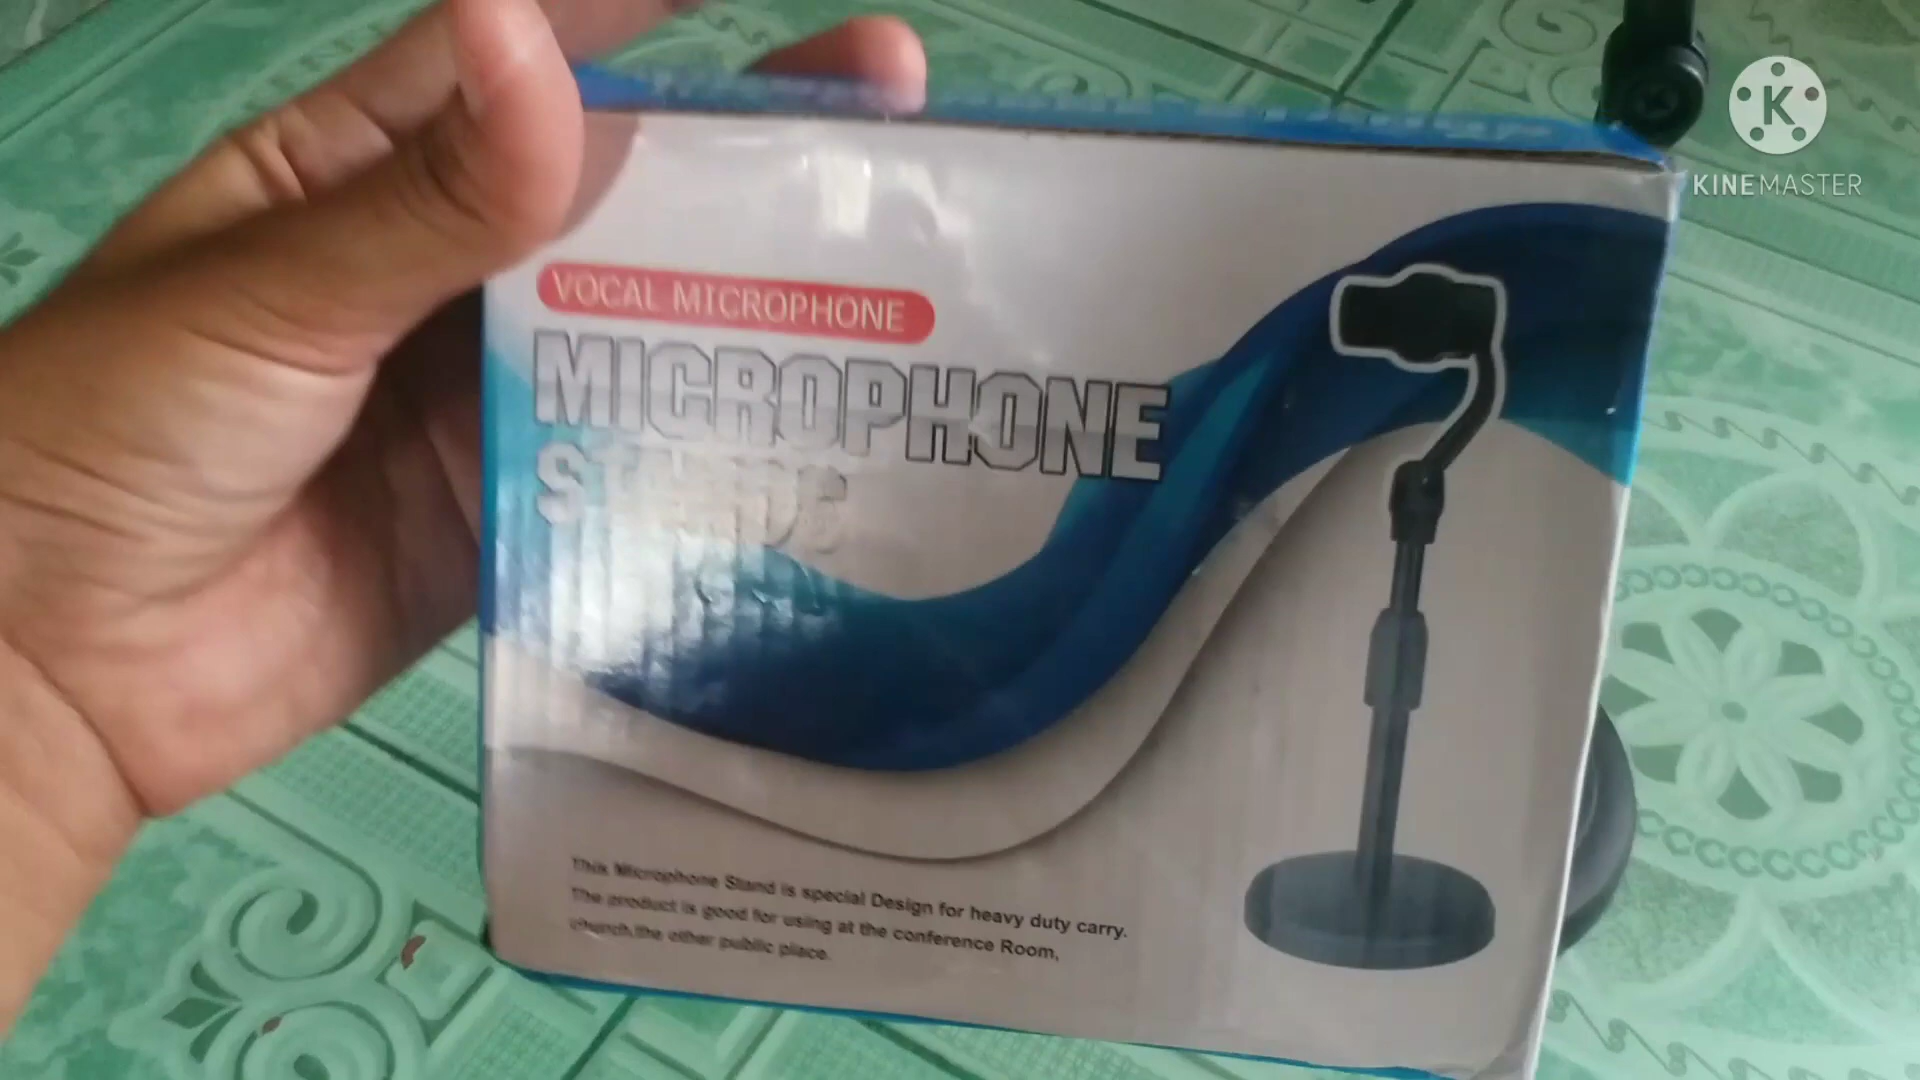 K
KINEMASTER
VOCAL MICROPHONE
MICROPHONE
STANDS
This Microphone Stand is special Design for heavy duty carry.
The product is good for using at the conference Room,
church,the other public place.